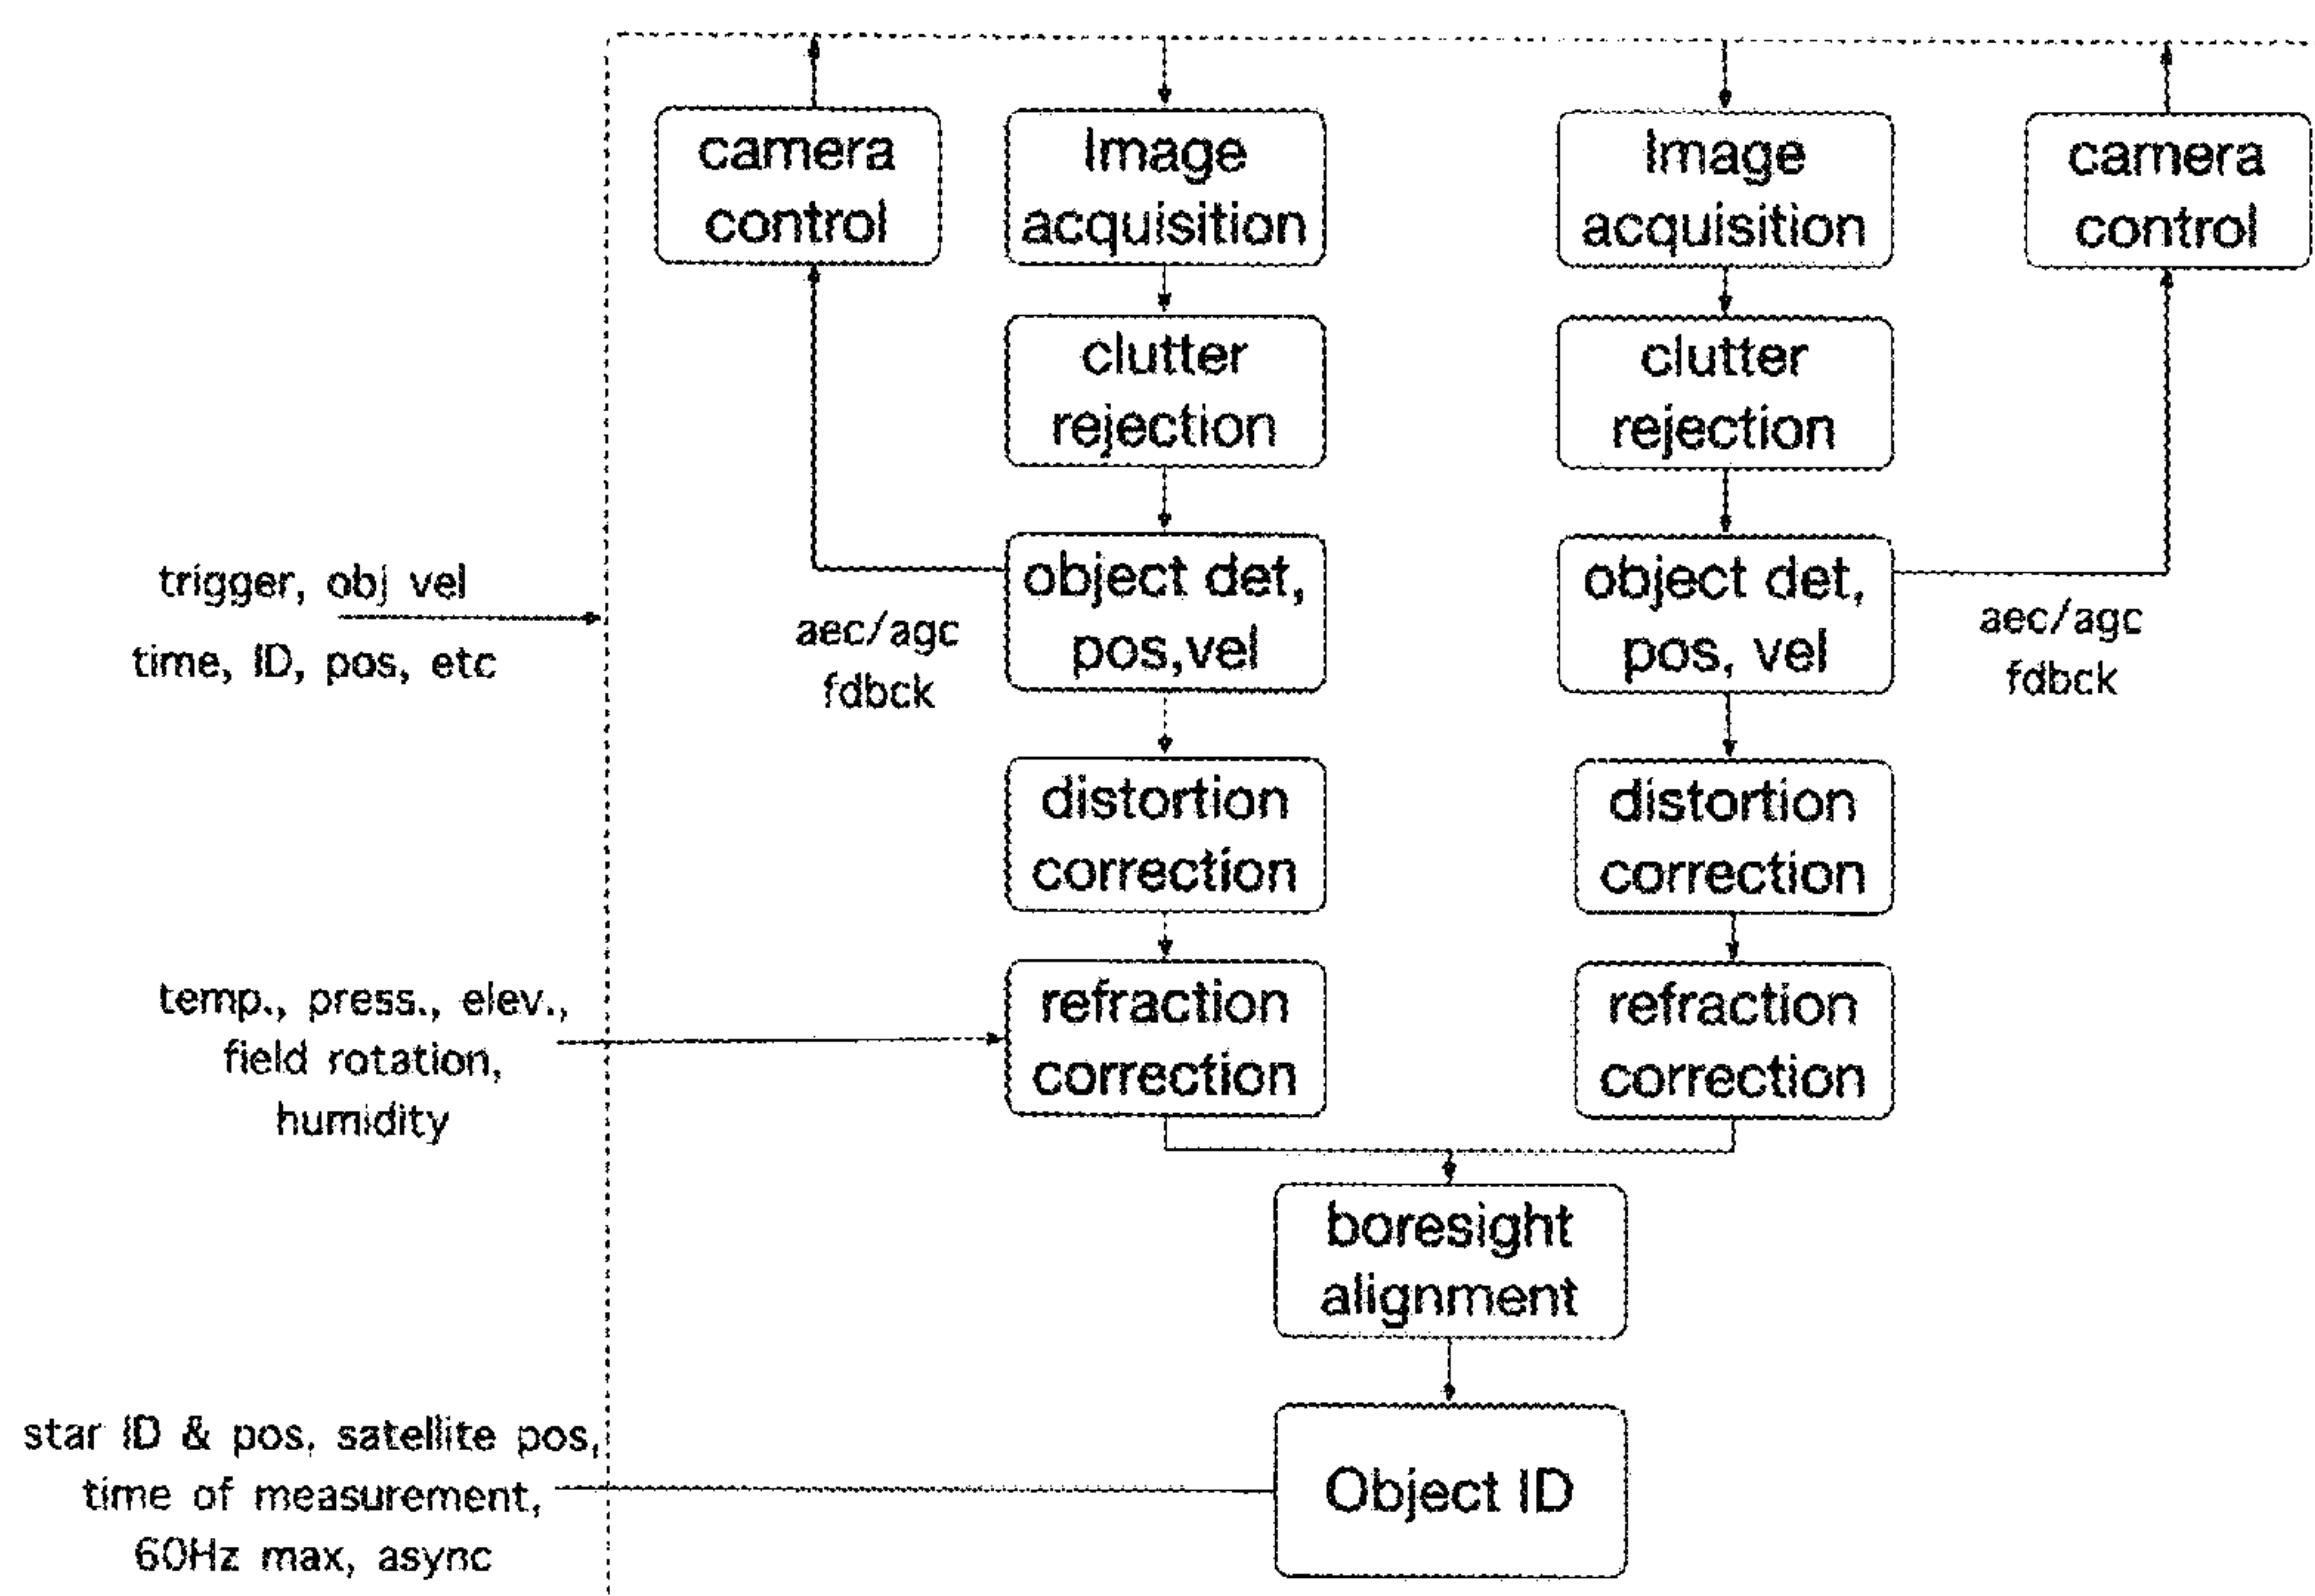 camera
control
Image
acquisition
Image
acquisition
camera
control
clutter
rejection
clutter
rejection
trigger, obj vel
time, ID, pos, etc
aec/agc
fdbck
object det,
pos,vel
object det,
pos, vel
aec/agc
fdbck
distortion
correction
distortion
correction
temp., press., elev.,
field rotation,
humidity
refraction
correction
refraction
correction
boresight
alignment
star ID & pos, satellite pos,
time of measurement,
60Hz max, async
Object ID